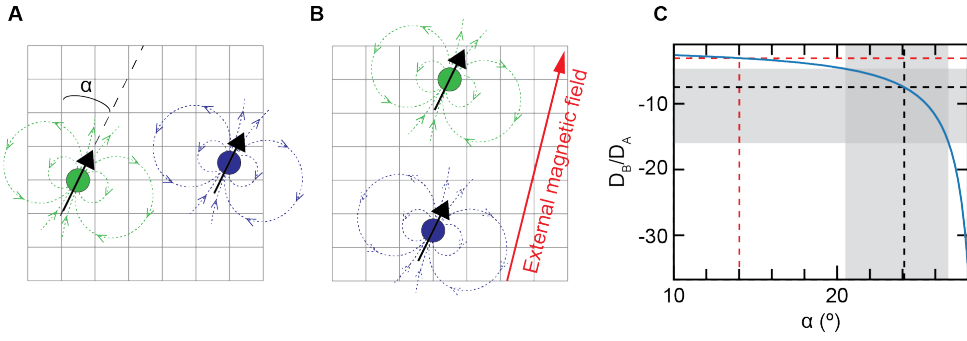 A
α
B
External magnetic field
C
D_B/D_A
-10
-20
-30
10
20
α (º)